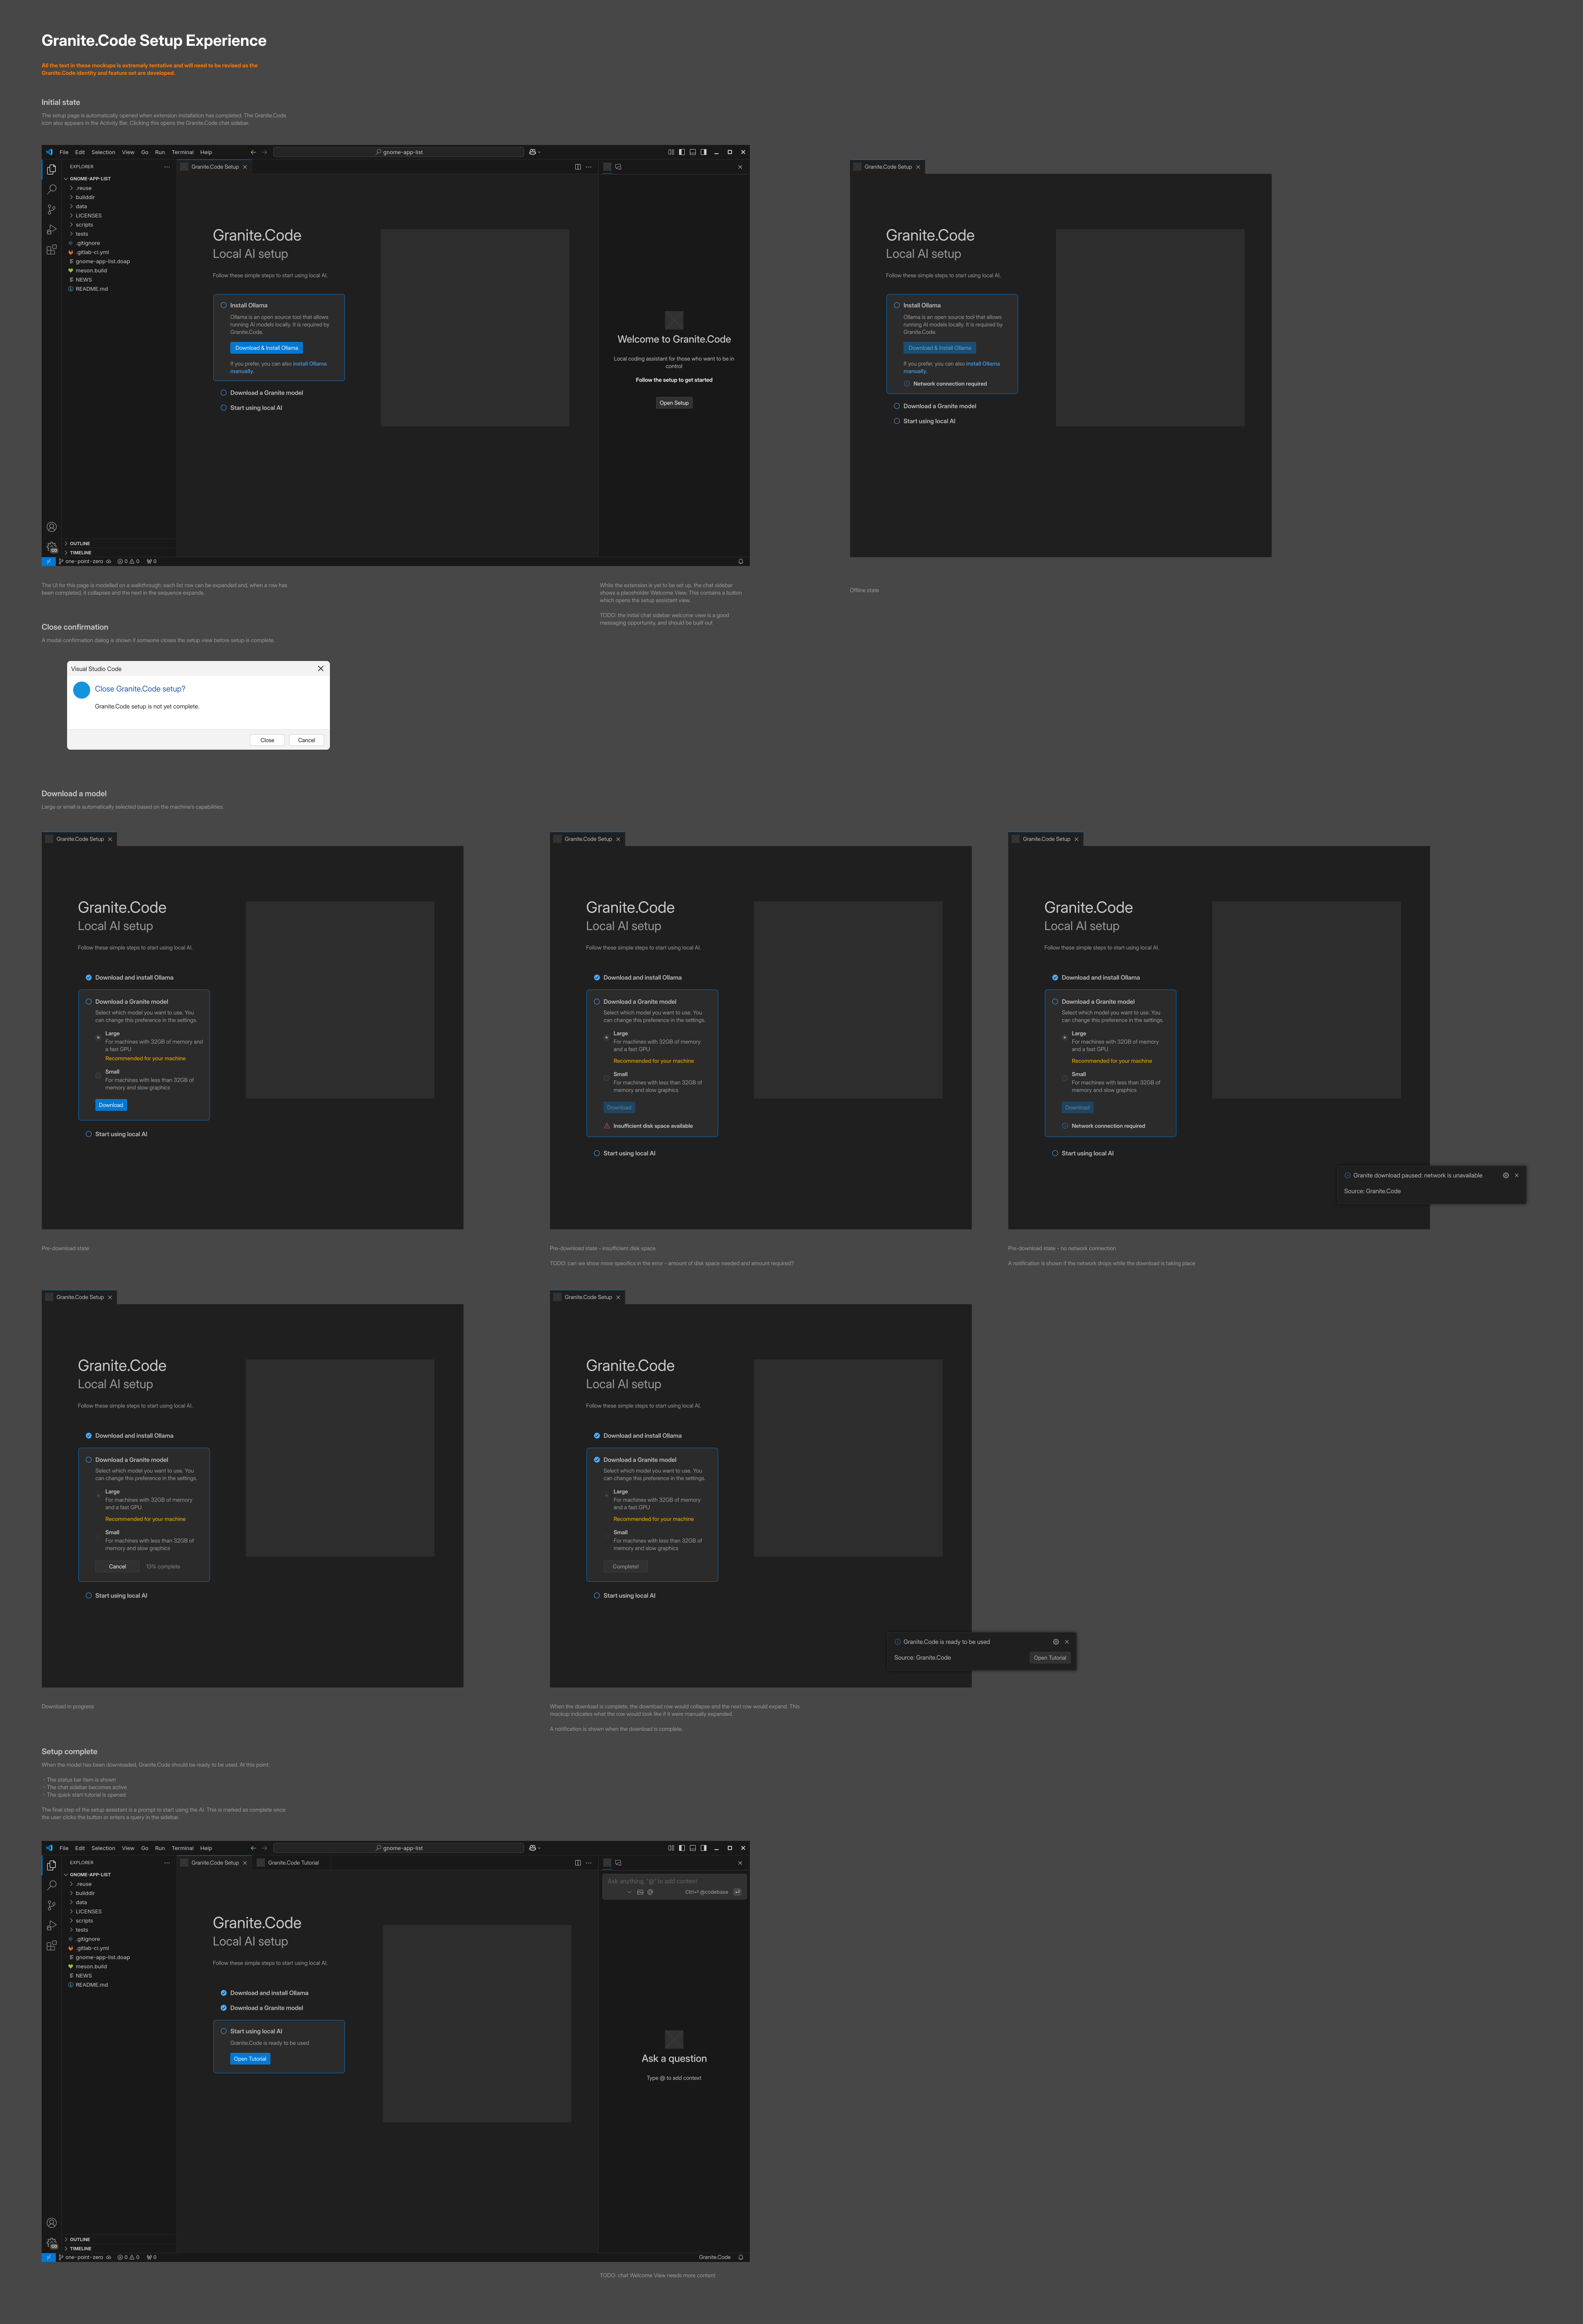 Granite.Code Setup Experience
All the text in these mockups is extremely tentative and will need to be revised as the
Granite.Code identity and feature set are developed.
Initial state
The setup page is automatically opened when extension installation has completed. The Granite.Code
icon also appears in the Activity Bar. Clicking this opens the Granite.Code chat sidebar.
File Edit Selection View Go Run Terminal Help
gnome-app-list
EXPLORER
GNOME-APP-LIST
.reuse
builddir
data
LICENSES
scripts
tests
.gitignore
.gitlab-ci.yml
gnome-app-list.doap
meson.build
NEWS
README.md
OUTLINE
TIMELINE
one-point-zero
0 0
0
Granite.Code Setup
Granite.Code
Local AI setup
Follow these simple steps to start using local AI.
Install Ollama
Ollama is an open source tool that allows
running AI models locally. It is required by
Granite.Code.
Download & Install Ollama
If you prefer, you can also install Ollama
manually.
Download a Granite model
Start using local AI
Welcome to Granite.Code
Local coding assistant for those who want to be in
control
Follow the setup to get started
Open Setup
Granite.Code Setup
Granite.Code
Local AI setup
Follow these simple steps to start using local AI.
Install Ollama
Ollama is an open source tool that allows
running AI models locally. It is required by
Granite.Code.
Download & Install Ollama
If you prefer, you can also install Ollama
manually.
Network connection required
Download a Granite model
Start using local AI
The UI for this page is modelled on a walkthrough: each list row can be expanded and, when a row has
been completed, it collapses and the next in the sequence expands.
While the extension is yet to be set up, the chat sidebar
shows a placeholder Welcome View. This contains a button
which opens the setup assistant view.
TODO: the initial chat sidebar welcome view is a good
messaging opportunity, and should be built out
Offline state
Close confirmation
A modal confirmation dialog is shown if someone closes the setup view before setup is complete.
Visual Studio Code
Close Granite.Code setup?
Granite.Code setup is not yet complete.
Close
Cancel
Download a model
Large or small is automatically selected based on the machine's capabilities.
Granite.Code Setup
Granite.Code
Local AI setup
Follow these simple steps to start using local AI.
Download and install Ollama
Download a Granite model
Select which model you want to use. You
can change this preference in the settings.
Large
For machines with 32GB of memory and
a fast GPU
Recommended for your machine
Small
For machines with less than 32GB of
memory and slow graphics
Download
Start using local AI
Pre-download state
Granite.Code Setup
Granite.Code
Local AI setup
Follow these simple steps to start using local AI.
Download and install Ollama
Download a Granite model
Select which model you want to use. You
can change this preference in the settings.
Large
For machines with 32GB of memory
and a fast GPU
Recommended for your machine
Small
For machines with less than 32GB of
memory and slow graphics
Download
Insufficient disk space available
Start using local AI
Pre-download state - insufficient disk space
TODO: can we show more specifics in the error - amount of disk space needed and amount required?
Granite.Code Setup
Granite.Code
Local AI setup
Follow these simple steps to start using local AI.
Download and install Ollama
Download a Granite model
Select which model you want to use. You
can change this preference in the settings.
Large
For machines with 32GB of memory
and a fast GPU
Recommended for your machine
Small
For machines with less than 32GB of
memory and slow graphics
Download
Network connection required
Start using local AI
Granite download paused: network is unavailable
Source: Granite.Code
Pre-download state - no network connection
A notification is shown if the network drops while the download is taking place
Granite.Code Setup
Granite.Code
Local AI setup
Follow these simple steps to start using local AI.
Download and install Ollama
Download a Granite model
Select which model you want to use. You
can change this preference in the settings.
Large
For machines with 32GB of memory
and a fast GPU
Recommended for your machine
Small
For machines with less than 32GB of
memory and slow graphics
Cancel
13% complete
Start using local AI
Download in progress
Granite.Code Setup
Granite.Code
Local AI setup
Follow these simple steps to start using local AI.
Download and install Ollama
Download a Granite model
Select which model you want to use. You
can change this preference in the settings.
Large
For machines with 32GB of memory
and a fast GPU
Recommended for your machine
Small
For machines with less than 32GB of
memory and slow graphics
Complete!
Start using local AI
Granite.Code is ready to be used
Source: Granite.Code
Open Tutorial
When the download is complete, the download row would collapse and the next row would expand. This
mockup indicates what the row would look like if it were manually expanded.
A notification is shown when the download is complete.
Setup complete
When the model has been downloaded, Granite.Code should be ready to be used. At this point:
- The status bar item is shown
- The chat sidebar becomes active
- The quick start tutorial is opened
The final step of the setup assistent is a prompt to start using the AI. This is marked as complete once
the user clicks the button or enters a query in the sidebar.
File Edit Selection View Go Run Terminal Help
gnome-app-list
EXPLORER
GNOME-APP-LIST
.reuse
builddir
data
LICENSES
scripts
tests
.gitignore
.gitlab-ci.yml
gnome-app-list.doap
meson.build
NEWS
README.md
OUTLINE
TIMELINE
one-point-zero
0 0
0
Granite.Code Setup
Granite.Code Tutorial
Granite.Code
Local AI setup
Follow these simple steps to start using local AI.
Download and install Ollama
Download a Granite model
Start using local AI
Granite.Code is ready to be used
Open Tutorial
Ask anything, '@' to add context
Ctrl+⏎ @codebase
Ask a question
Type @ to add context
Granite.Code
TODO: chat Welcome View needs more content